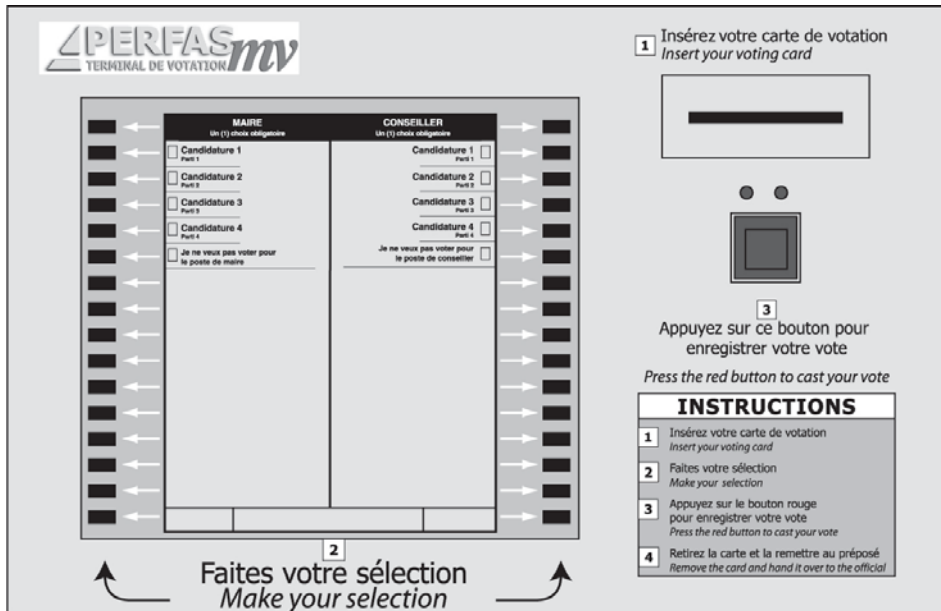 PERFAS mv
TERMINAL DE VOTATION
1 Insérez votre carte de votation
Insert your voting card
MAIRE
Un (1) choix obligatoire
CONSEILLER
Un (1) choix obligatoire
Candidature 1
Parti 1
Candidature 2
Parti 2
Candidature 3
Parti 3
Candidature 4
Parti 4
Je ne veux pas voter pour
le poste de maire
Candidature 1
Parti 1
Candidature 2
Parti 2
Candidature 3
Parti 3
Candidature 4
Parti 4
Je ne veux pas voter pour
le poste de conseiller
3
Appuyez sur ce bouton pour
enregistrer votre vote
Press the red button to cast your vote
INSTRUCTIONS
1 Insérez votre carte de votation
Insert your voting card
2 Faites votre sélection
Make your selection
3 Appuyez sur le bouton rouge
pour enregistrer votre vote
Press the red button to cast your vote
4 Retirez la carte et la remettre au préposé
Remove the card and hand it over to the official
2
Faites votre sélection
Make your selection